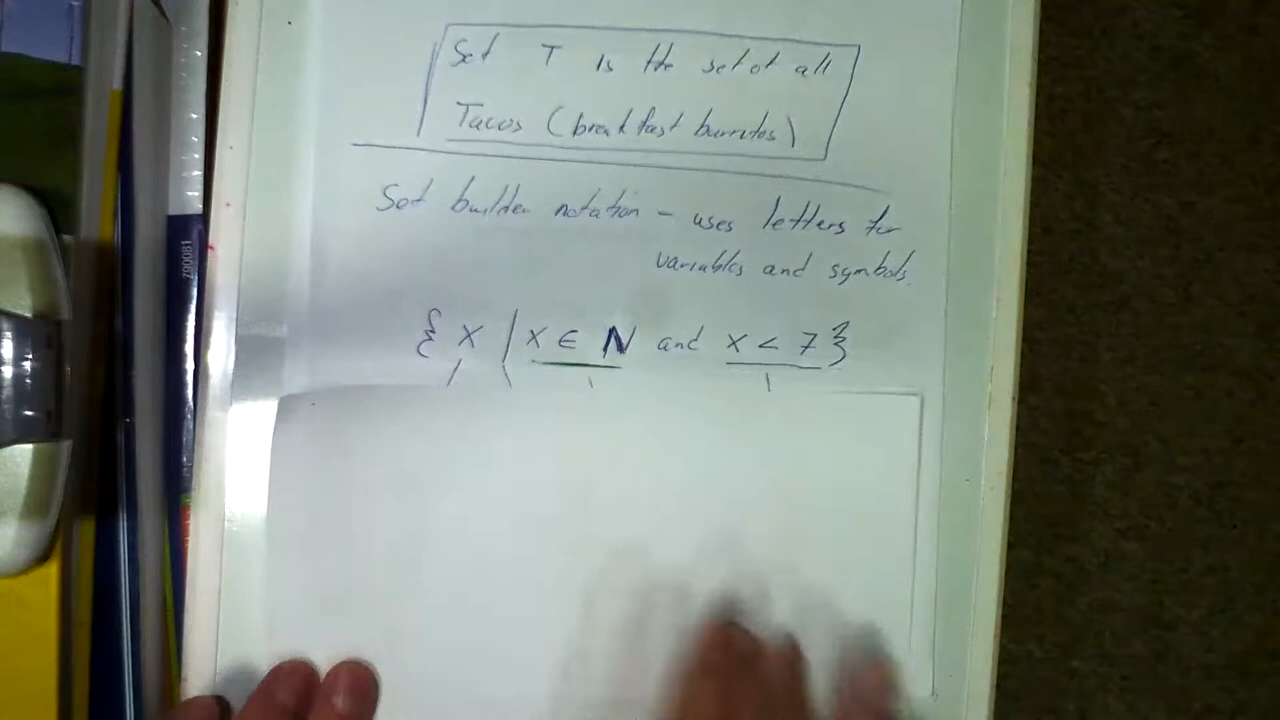 Set T is the set of all
Tacos (breakfast burritos)
Set builder notation - uses letters for
variables and symbols.
{ x | x ∈ N and x < 7 }
Z90081